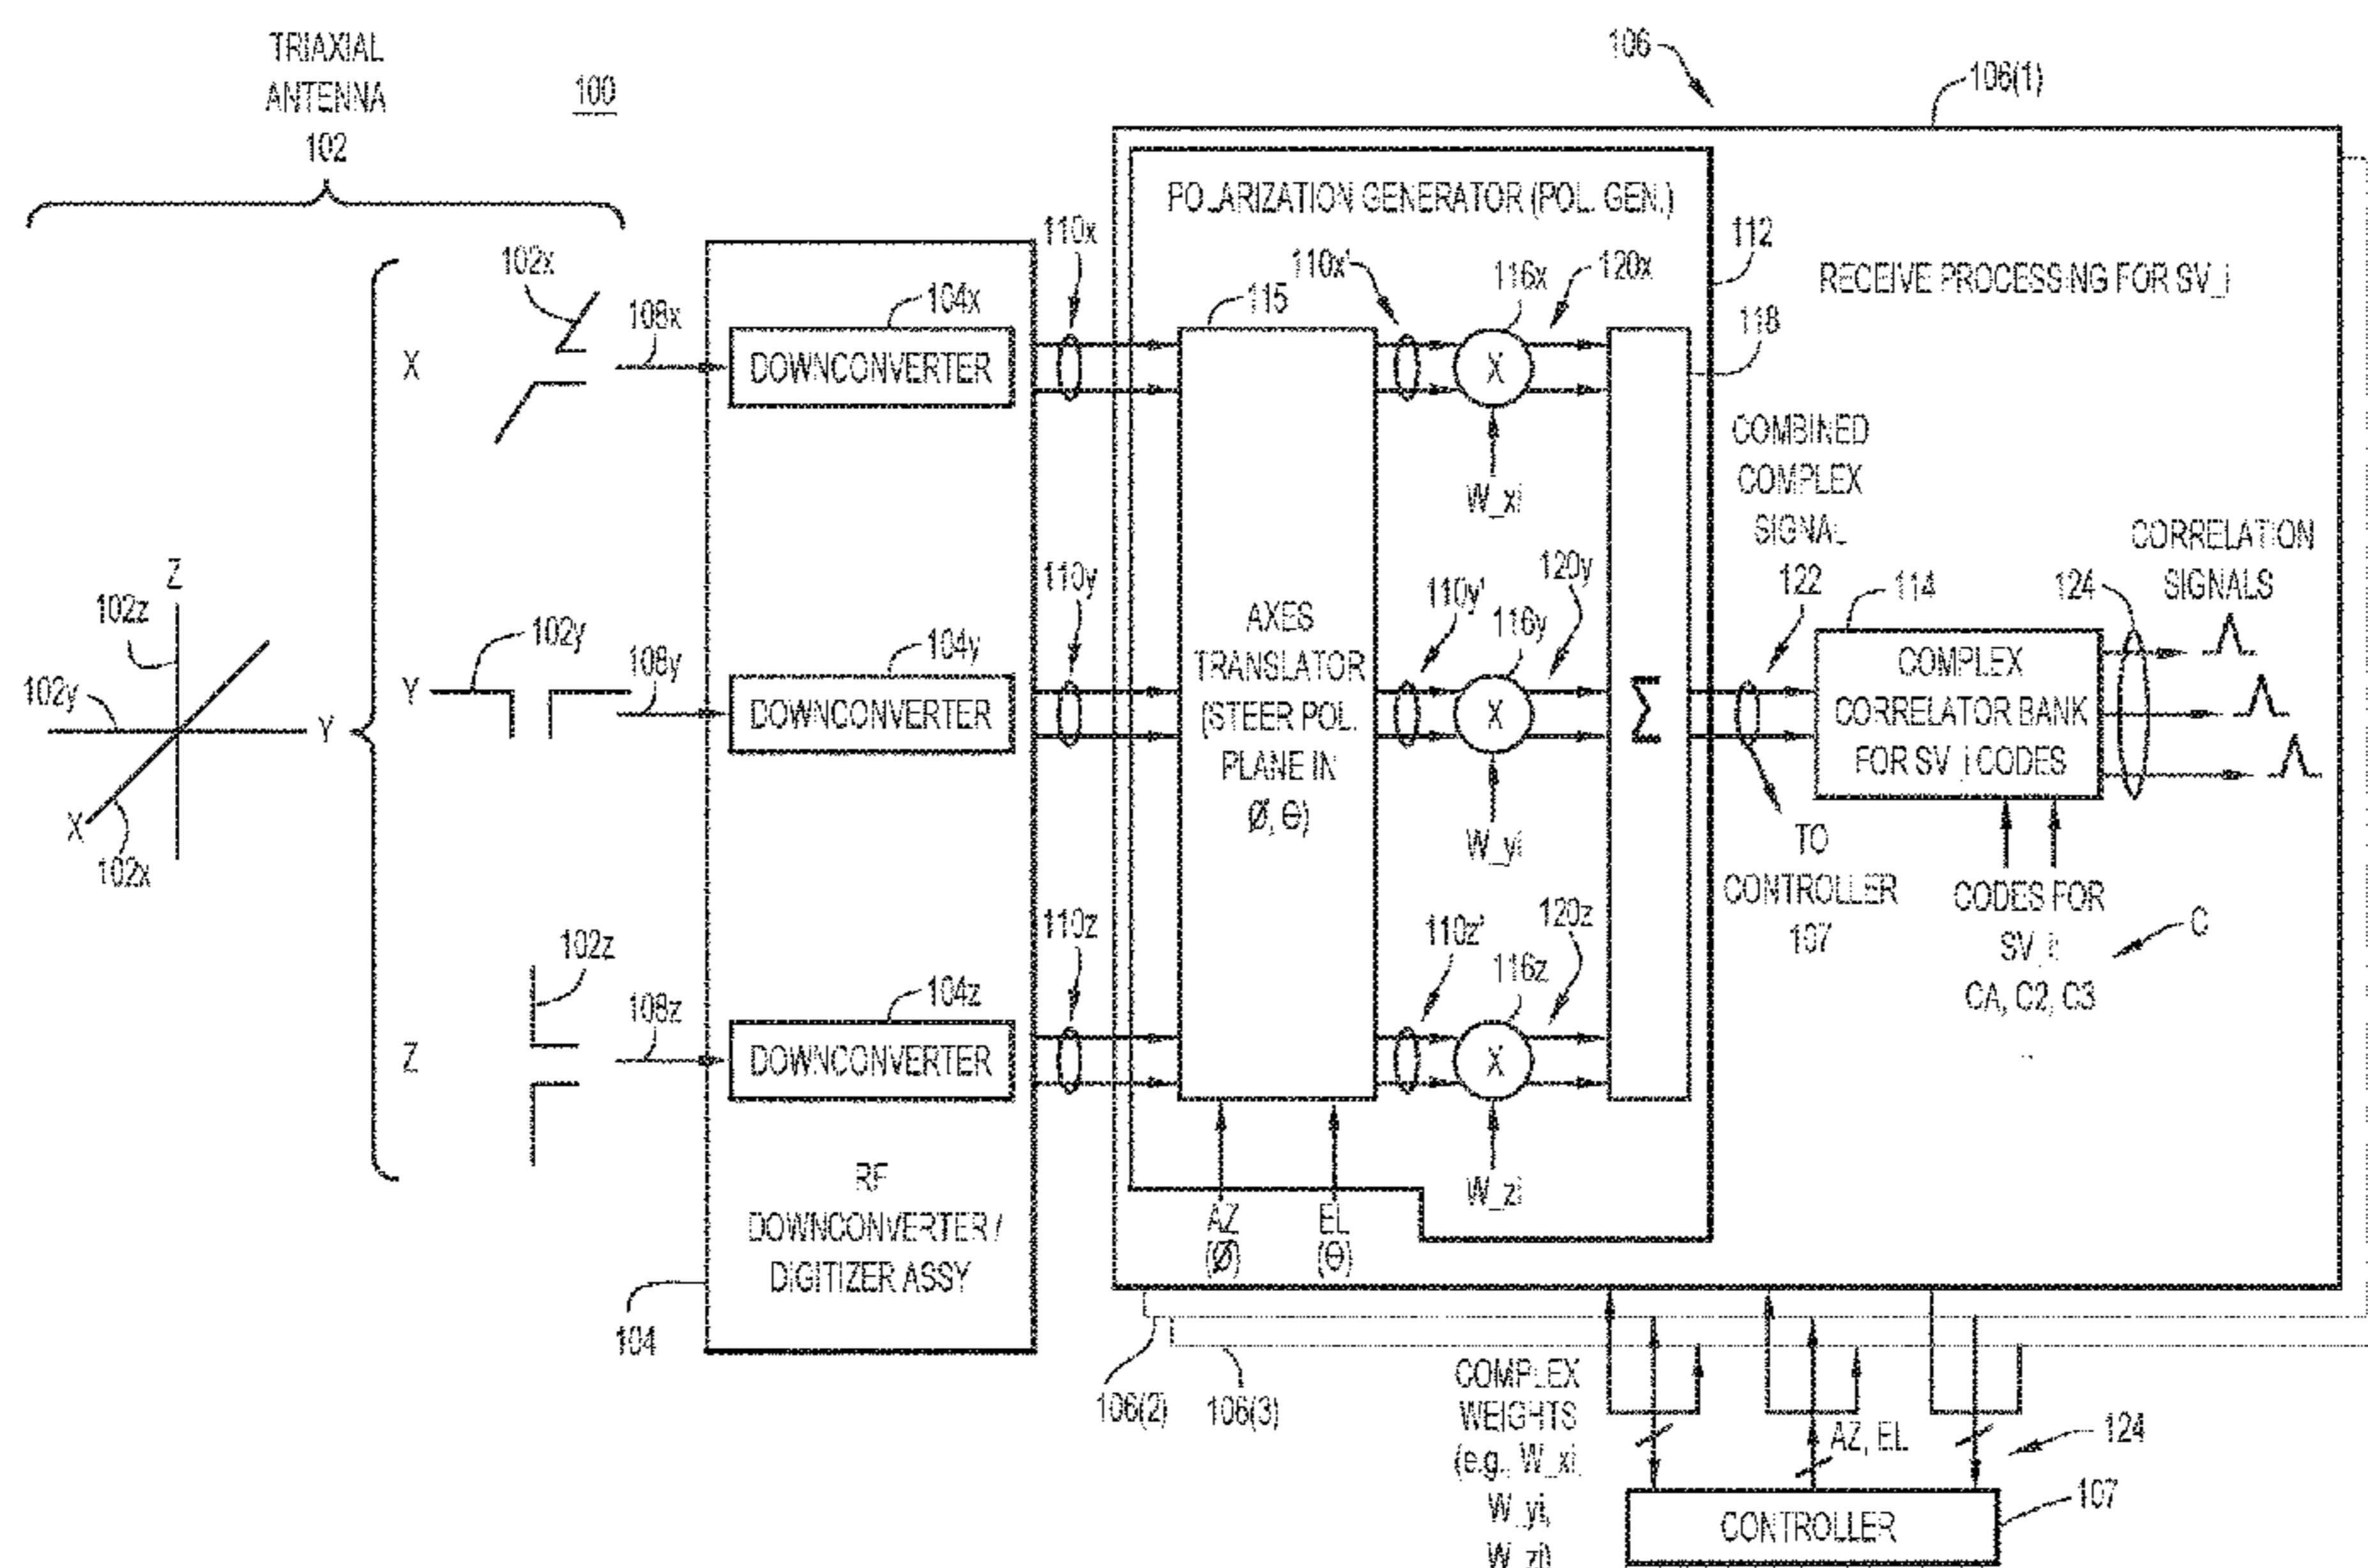 TRIAXIAL
ANTENNA
102
100
106
106(1)
POLARIZATION GENERATOR (POL. GEN.)
112
RECEIVE PROCESSING FOR SV_i
118
X
102x
108x
104x
DOWNCONVERTER
110x
115
110x'
116x
X
120x
W_xi
COMBINED
COMPLEX
SIGNAL
122
Z
102z
102y
Y
X
102x
Y
102y
108y
104y
DOWNCONVERTER
110y
AXES
TRANSLATOR
(STEER POL.
PLANE IN
Ø, Θ)
110y'
116y
X
120y
W_yi
Σ
114
COMPLEX
CORRELATOR BANK
FOR SV_i CODES
124
CORRELATION
SIGNALS
TO
CONTROLLER
107
CODES FOR
SV_i:
CA, C2, C3
C
Z
102z
108z
104z
DOWNCONVERTER
110z
110z'
116z
X
120z
W_zi
RF
DOWNCONVERTER /
DIGITIZER ASSY
104
AZ
(Ø)
EL
(Θ)
106(2)
106(3)
COMPLEX
WEIGHTS
(e.g., W_xi,
W_yi,
W_zi)
AZ, EL
124
CONTROLLER
107